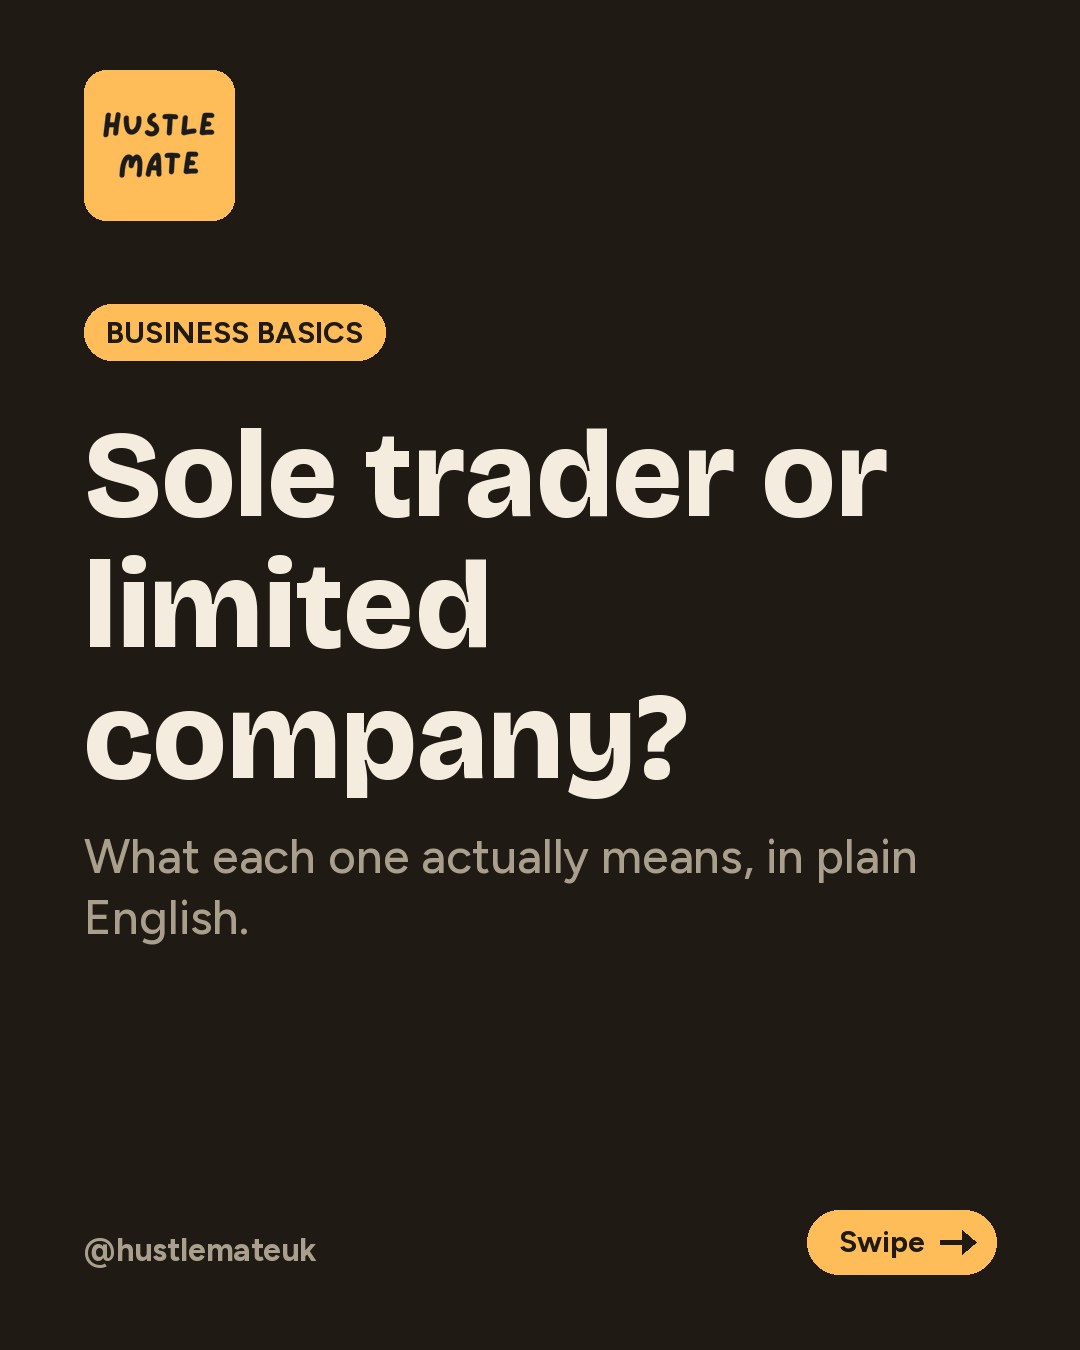 HUSTLE
MATE
BUSINESS BASICS
Sole trader or
limited
company?
What each one actually means, in plain
English.
@hustlemateuk
Swipe